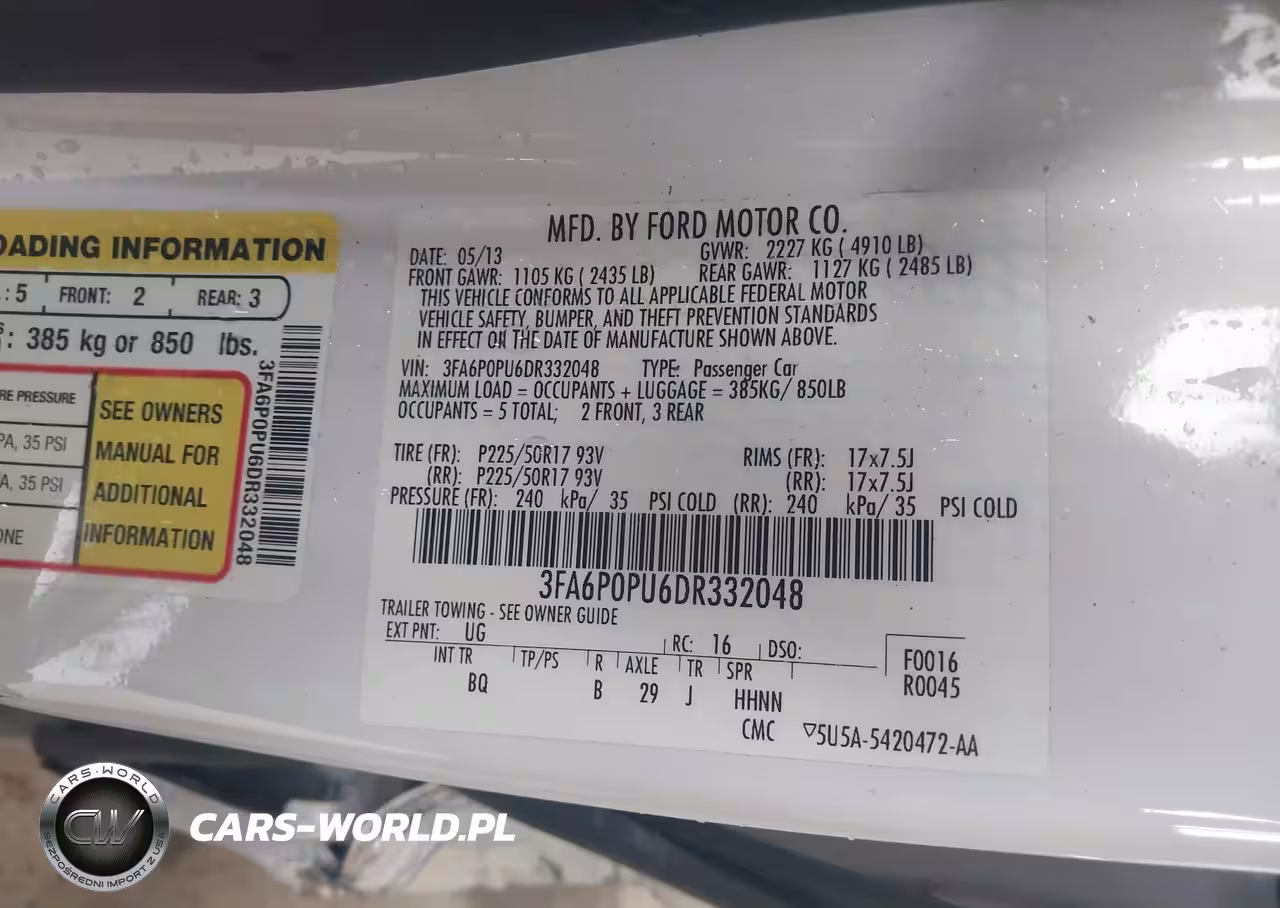 OADING INFORMATION
: 5 FRONT: 2 REAR: 3
: 385 kg or 850 lbs.
RE PRESSURE
PA, 35 PSI
A, 35 PSI
ONE
SEE OWNERS
MANUAL FOR
ADDITIONAL
INFORMATION
3FA6P0PU6DR332048
MFD. BY FORD MOTOR CO.
DATE: 05/13 GVWR: 2227 KG ( 4910 LB)
FRONT GAWR: 1105 KG ( 2435 LB) REAR GAWR: 1127 KG ( 2485 LB)
THIS VEHICLE CONFORMS TO ALL APPLICABLE FEDERAL MOTOR
VEHICLE SAFETY, BUMPER, AND THEFT PREVENTION STANDARDS
IN EFFECT ON THE DATE OF MANUFACTURE SHOWN ABOVE.
VIN: 3FA6P0PU6DR332048 TYPE: Passenger Car
MAXIMUM LOAD = OCCUPANTS + LUGGAGE = 385KG/ 850LB
OCCUPANTS = 5 TOTAL; 2 FRONT, 3 REAR
TIRE (FR): P225/50R17 93V RIMS (FR): 17x7.5J
(RR): P225/50R17 93V (RR): 17x7.5J
PRESSURE (FR): 240 kPa/ 35 PSI COLD (RR): 240 kPa/ 35 PSI COLD
3FA6P0PU6DR332048
TRAILER TOWING - SEE OWNER GUIDE
EXT PNT: UG RC: 16 DSO:
INT TR TP/PS R AXLE TR SPR
BQ B 29 J HHNN
F0016
R0045
CMC ▽5U5A-5420472-AA
CARS-WORLD
CW
BEZPOŚREDNI IMPORT Z USA
CARS-WORLD.PL